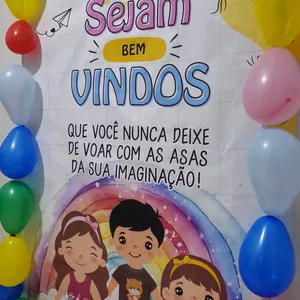 Sejam
BEM
VINDOS
QUE VOCÊ NUNCA DEIXE
DE VOAR COM AS ASAS
DA SUA IMAGINAÇÃO!